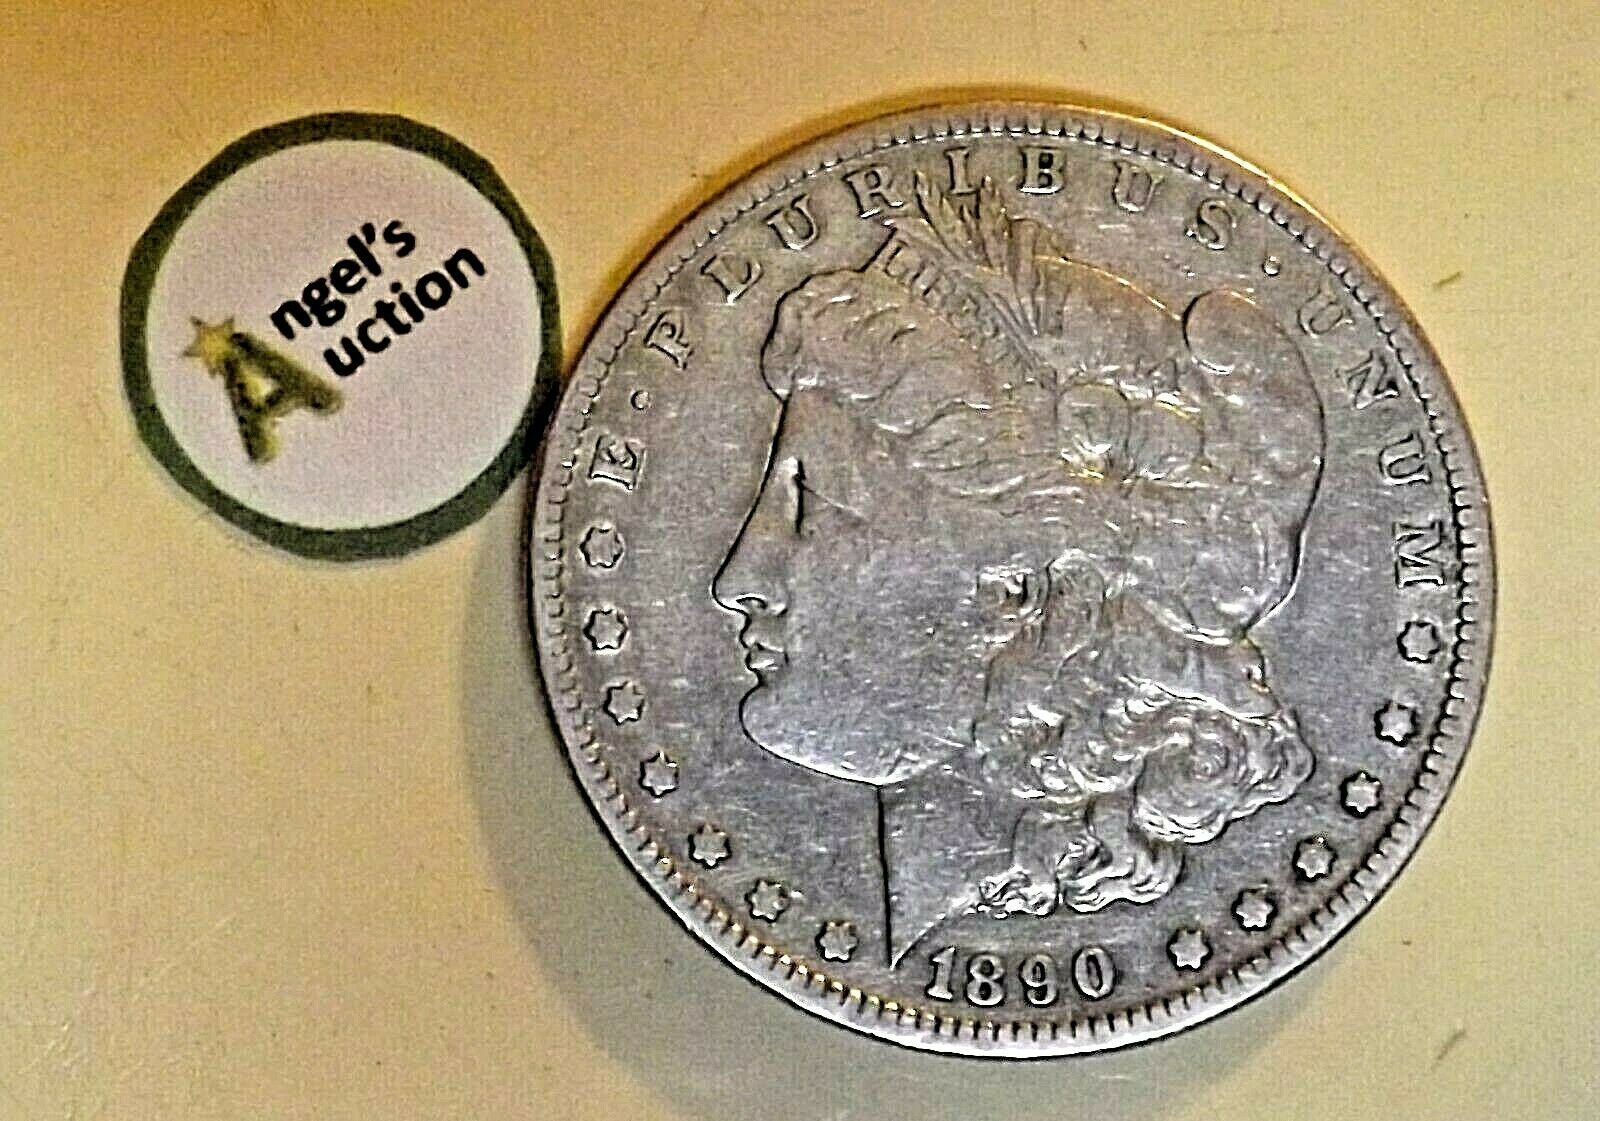 Angel's
Auction
E · PLURIBUS · UNUM
LIBERTY
1890